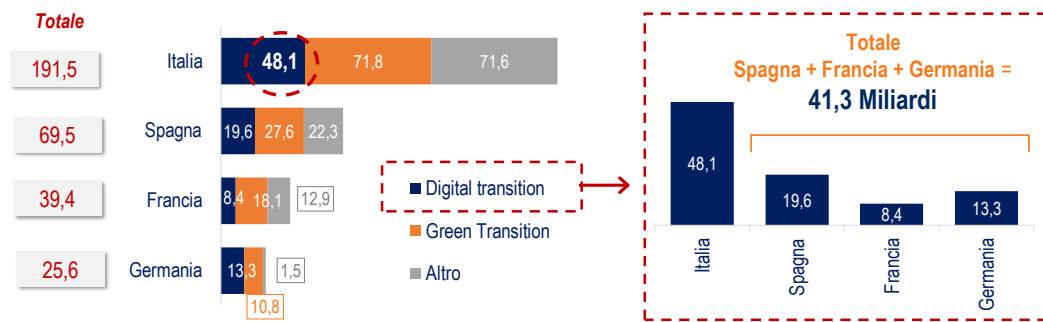 Totale
191,5
Italia
48,1
71,8
71,6
69,5
Spagna
19,6
27,6
22,3
39,4
Francia
8,4
18,1
12,9
25,6
Germania
13,3
1,5
10,8
Digital transition
Green Transition
Altro
Totale
Spagna + Francia + Germania =
41,3 Miliardi
48,1
19,6
8,4
13,3
Italia
Spagna
Francia
Germania